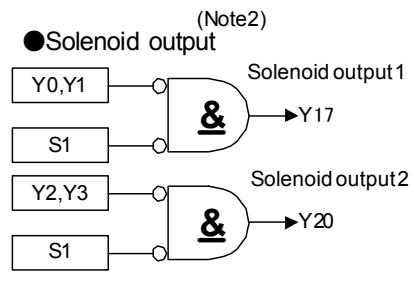 (Note2)
●Solenoid output
Solenoid output1
Y0,Y1
&
Y17
S1
Solenoid output2
Y2,Y3
&
Y20
S1